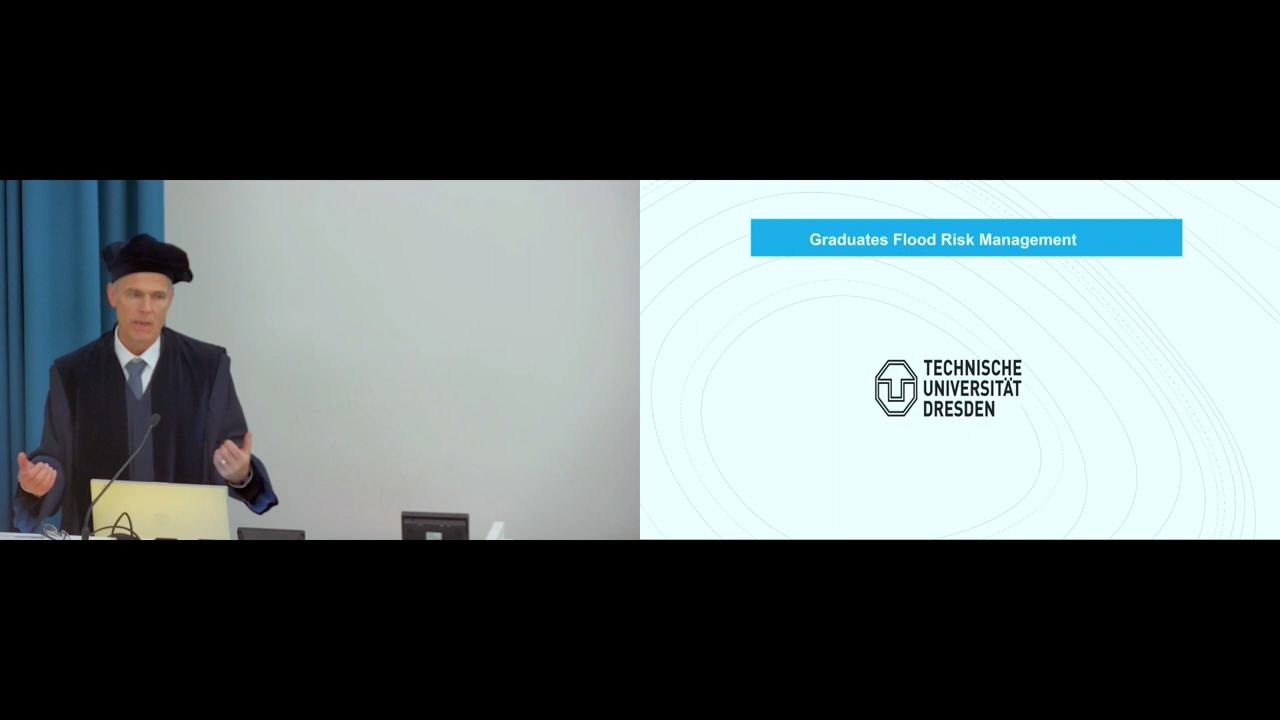 Graduates Flood Risk Management
TECHNISCHE
UNIVERSITÄT
DRESDEN